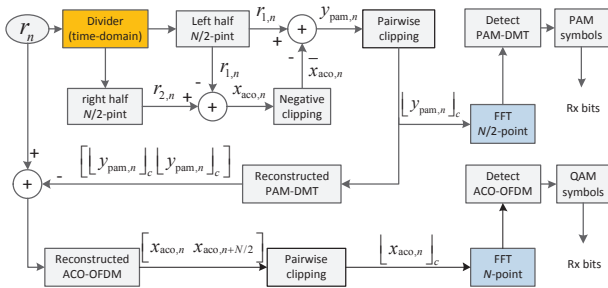 r_n
Divider
(time-domain)
Left half
N/2-pint
r_{1,n}
+
+
y_{pam,n}
Pairwise
clipping
Detect
PAM-DMT
PAM
symbols
-
r_{1,n}
-
x̄_{aco,n}
right half
N/2-pint
r_{2,n}
+
-
+
x_{aco,n}
Negative
clipping
⌊y_{pam,n}⌋_c
FFT
N/2-point
Rx bits
+
[⌊y_{pam,n}⌋_c ⌊y_{pam,n}⌋_c]
+
-
Reconstructed
PAM-DMT
Detect
ACO-OFDM
QAM
symbols
Reconstructed
ACO-OFDM
[x_{aco,n} x_{aco,n+N/2}]
Pairwise
clipping
⌊x_{aco,n}⌋_c
FFT
N-point
Rx bits